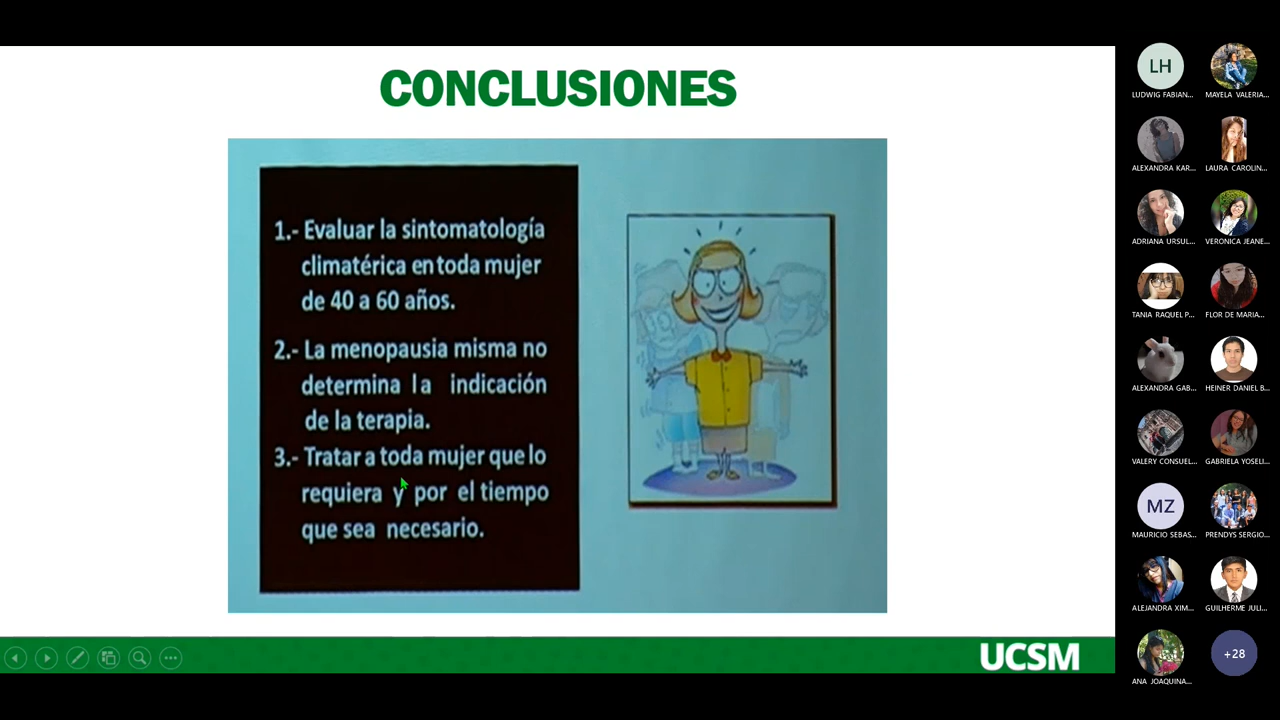 CONCLUSIONES
1.- Evaluar la sintomatología
climatérica en toda mujer
de 40 a 60 años.
2.- La menopausia misma no
determina la indicación
de la terapia.
3.- Tratar a toda mujer que lo
requiera y por el tiempo
que sea necesario.
UCSM
LH
LUDWIG FABIAN...
MAYELA VALERIA...
ALEXANDRA KAR...
LAURA CAROLIN...
ADRIANA URSUL...
VERONICA JEANE...
TANIA RAQUEL P...
FLOR DE MARIA...
ALEXANDRA GAB...
HEINER DANIEL B...
VALERY CONSUEL...
GABRIELA YOSELI...
MZ
MAURICIO SEBAS...
PRENDYS SERGIO...
ALEJANDRA XIM...
GUILHERME JULI...
ANA JOAQUINA...
+28